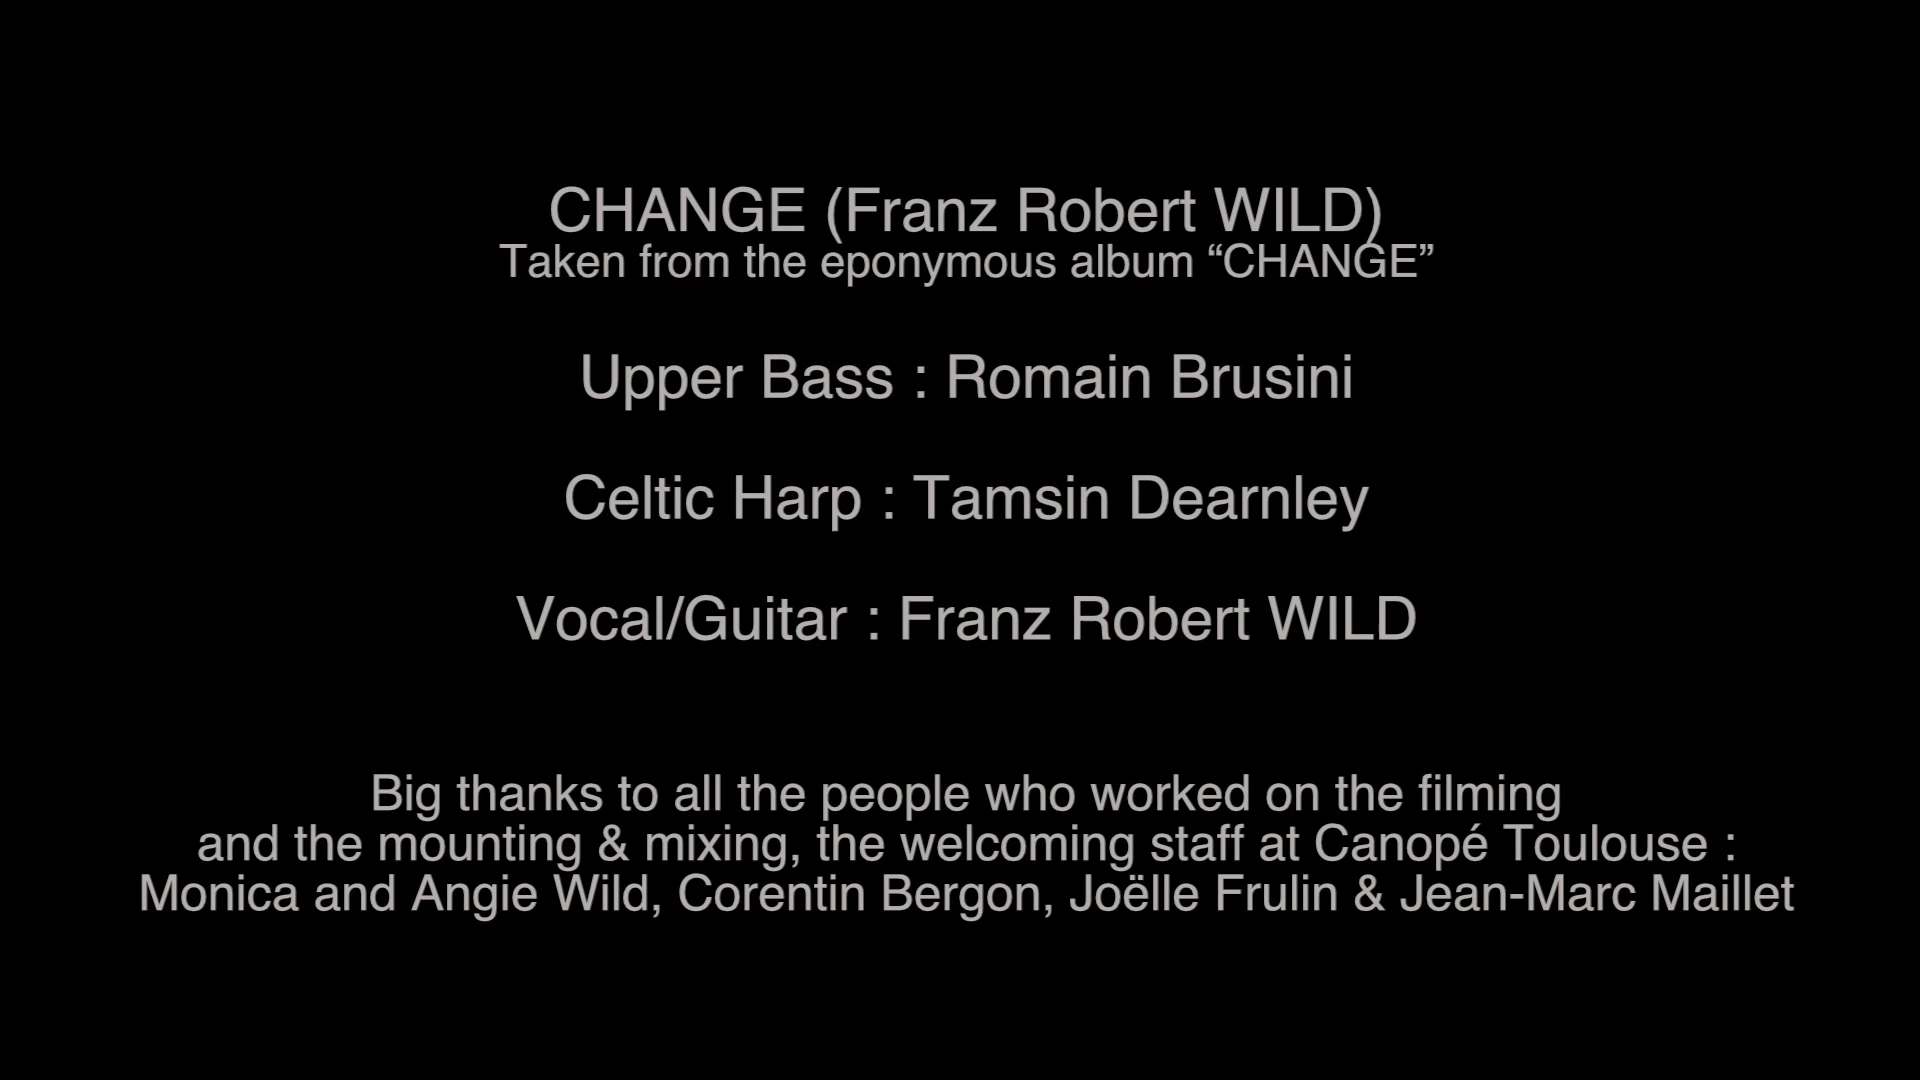 CHANGE (Franz Robert WILD)
Taken from the eponymous album “CHANGE”
Upper Bass : Romain Brusini
Celtic Harp : Tamsin Dearnley
Vocal/Guitar : Franz Robert WILD
Big thanks to all the people who worked on the filming
and the mounting & mixing, the welcoming staff at Canopé Toulouse :
Monica and Angie Wild, Corentin Bergon, Joëlle Frulin & Jean-Marc Maillet